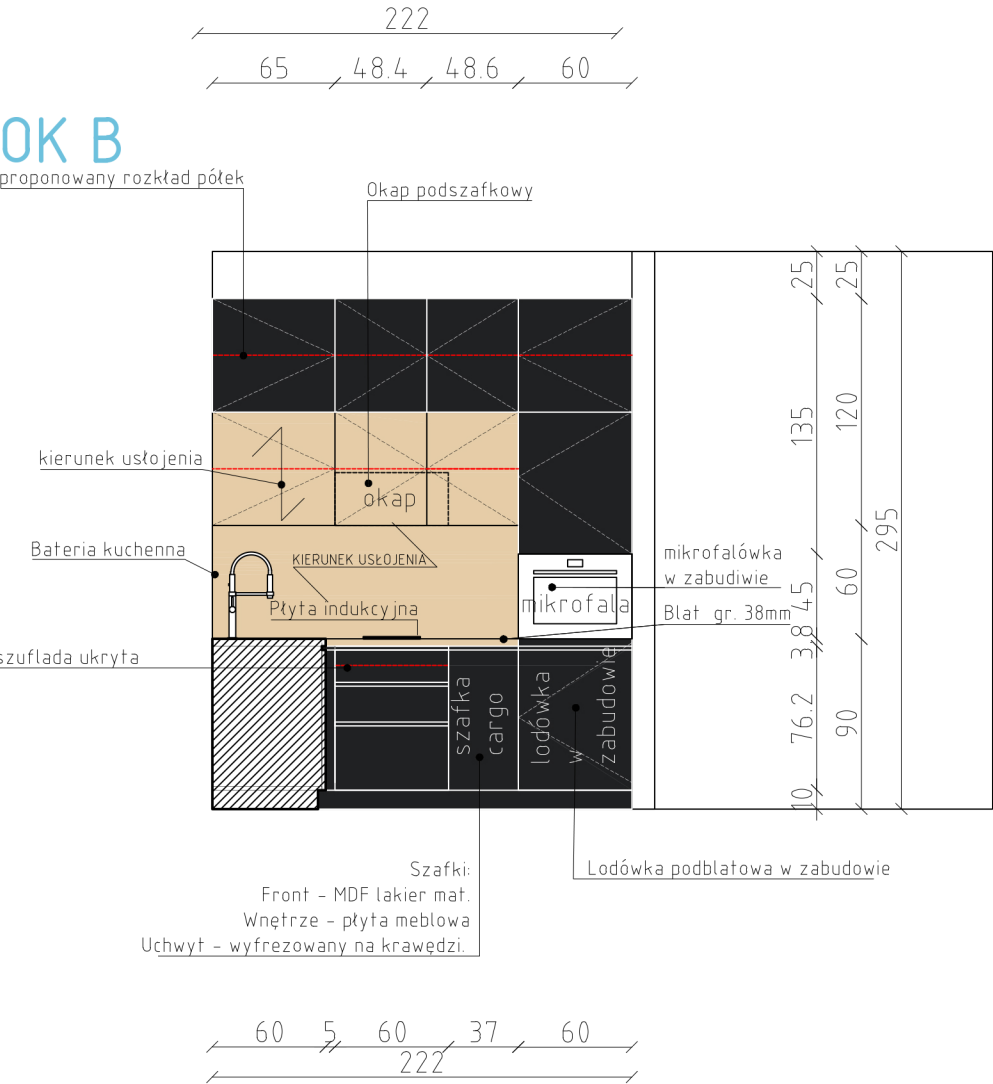 222
65 48.4 48.6 60
OK B
proponowany rozkład półek
Okap podszafkowy
25 25
135 120
kierunek usłojenia
okap
295
Bateria kuchenna
KIERUNEK USŁOJENIA
mikrofalówka
w zabudiwie
45 60
Płyta indukcyjna
mikrofala
Blat gr. 38mm
3.8
szuflada ukryta
szafka
cargo
lodówka
w
zabudowie
76.2 90
10
Szafki:
Front - MDF lakier mat.
Wnętrze - płyta meblowa
Uchwyt - wyfrezowany na krawędzi.
Lodówka podblatowa w zabudowie
60 5 60 37 60
222